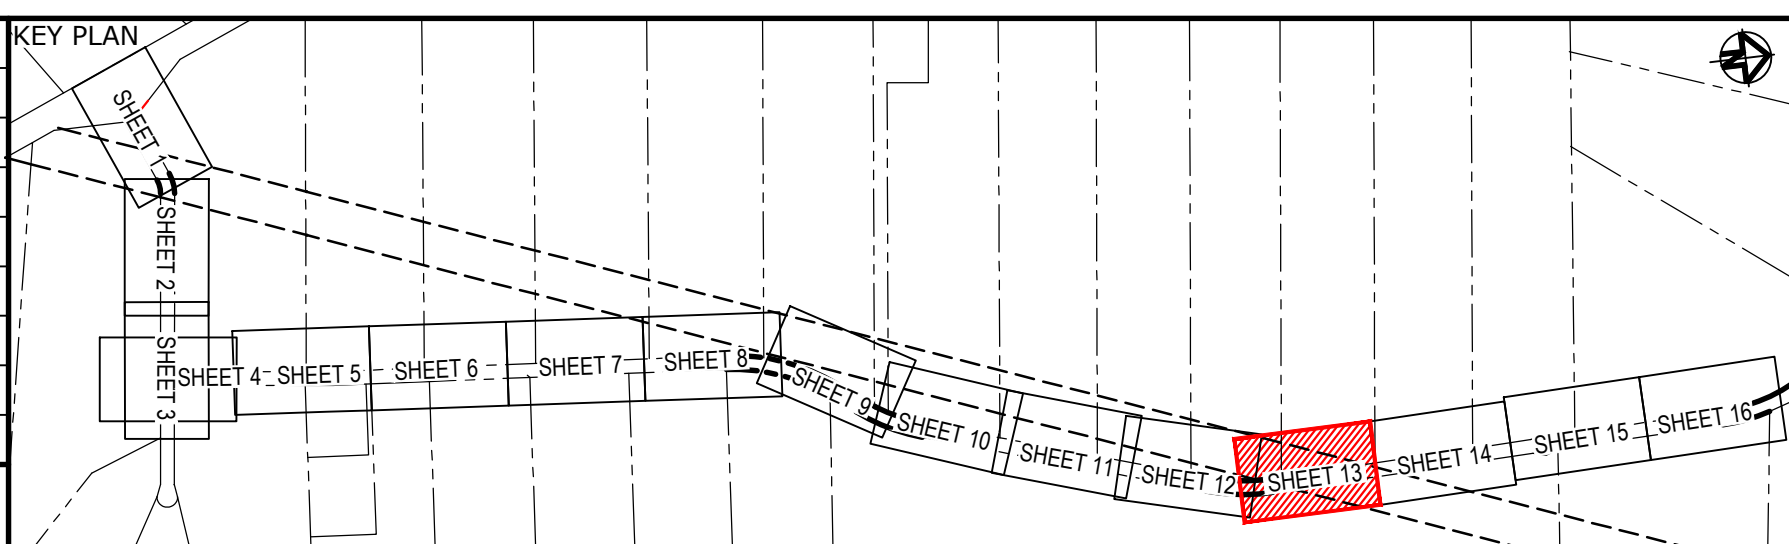 KEY PLAN
N
SHEET 1
SHEET 2
SHEET 3
SHEET 4
SHEET 5
SHEET 6
SHEET 7
SHEET 8
SHEET 9
SHEET 10
SHEET 11
SHEET 12
SHEET 13
SHEET 14
SHEET 15
SHEET 16